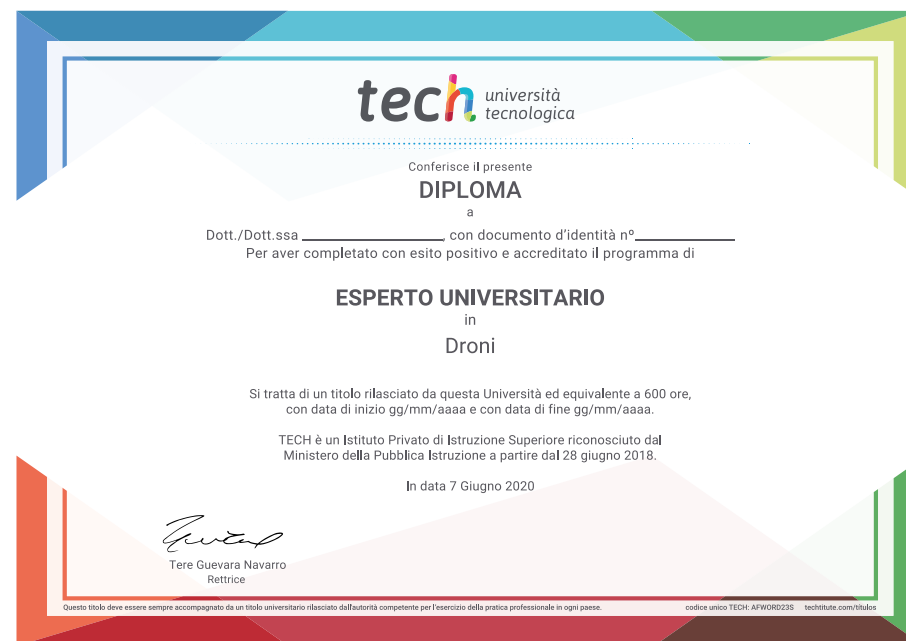 tech università
tecnologica
Conferisce il presente
DIPLOMA
a
Dott./Dott.ssa ____________, con documento d'identità nº____________
Per aver completato con esito positivo e accreditato il programma di
ESPERTO UNIVERSITARIO
in
Droni
Si tratta di un titolo rilasciato da questa Università ed equivalente a 600 ore,
con data di inizio gg/mm/aaaa e con data di fine gg/mm/aaaa.
TECH è un Istituto Privato di Istruzione Superiore riconosciuto dal
Ministero della Pubblica Istruzione a partire dal 28 giugno 2018.
In data 7 Giugno 2020
Tere Guevara Navarro
Rettrice
Questo titolo deve essere sempre accompagnato da un titolo universitario rilasciato dall'autorità competente per l'esercizio della pratica professionale in ogni paese. codice unico TECH: AFWORD23S techtitute.com/titulos